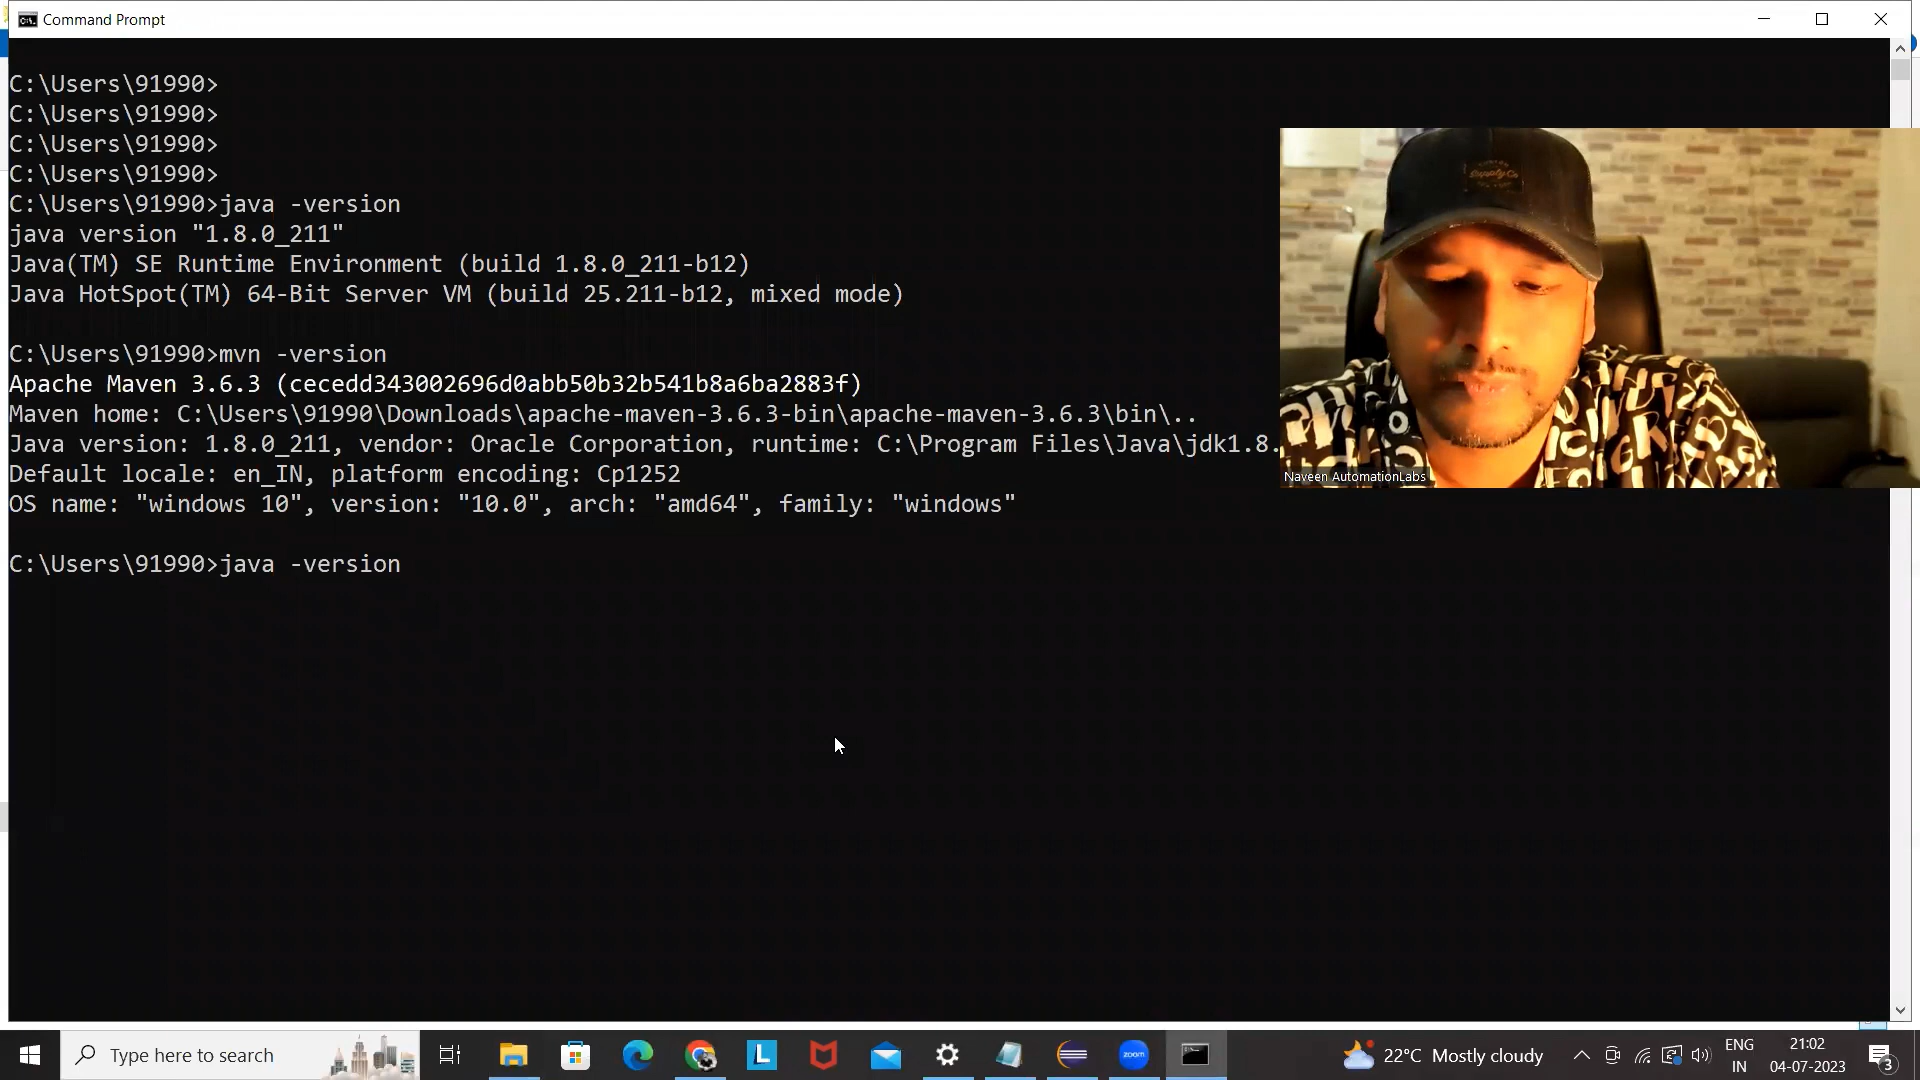 Command Prompt
C:\Users\91990>
C:\Users\91990>
C:\Users\91990>
C:\Users\91990>
C:\Users\91990>java -version
java version "1.8.0_211"
Java(TM) SE Runtime Environment (build 1.8.0_211-b12)
Java HotSpot(TM) 64-Bit Server VM (build 25.211-b12, mixed mode)
C:\Users\91990>mvn -version
Apache Maven 3.6.3 (cecedd343002696d0abb50b32b541b8a6ba2883f)
Maven home: C:\Users\91990\Downloads\apache-maven-3.6.3-bin\apache-maven-3.6.3\bin\..
Java version: 1.8.0_211, vendor: Oracle Corporation, runtime: C:\Program Files\Java\jdk1.8.
Default locale: en_IN, platform encoding: Cp1252
OS name: "windows 10", version: "10.0", arch: "amd64", family: "windows"
C:\Users\91990>java -version
Supply Co
Naveen AutomationLabs
Type here to search
L
zoom
22°C Mostly cloudy
ENG
IN
21:02
04-07-2023
3